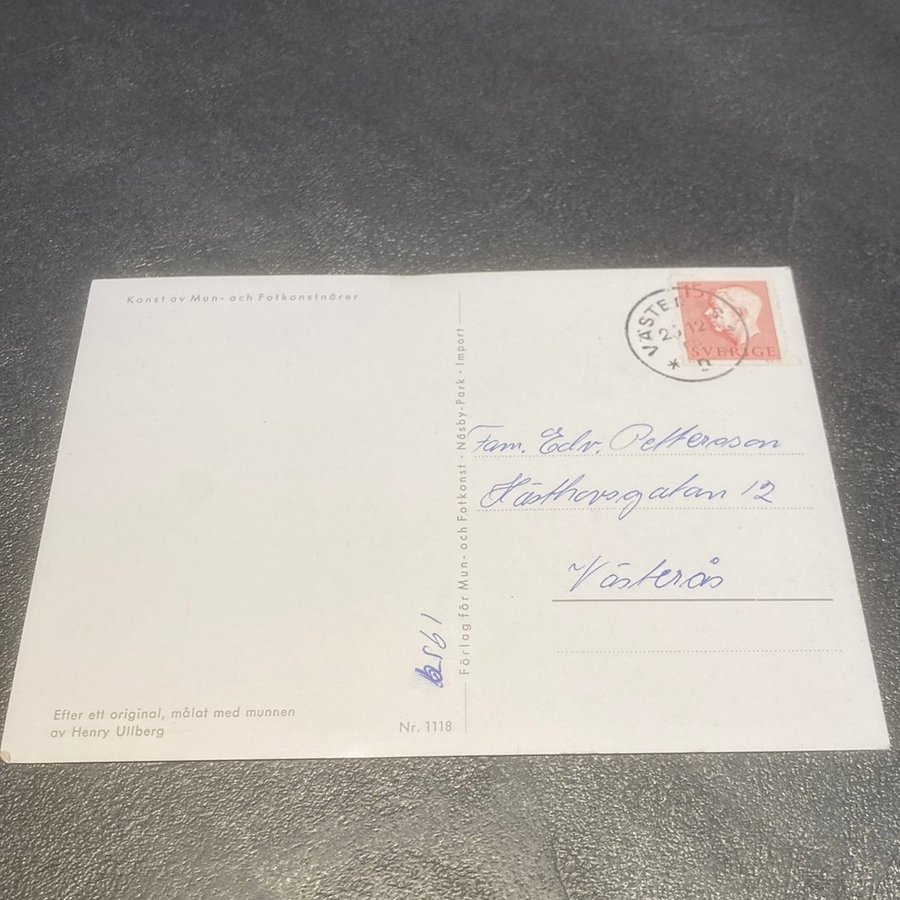 Konst av Mun- och Fotkonstnärer
Efter ett original, målat med munnen
av Henry Ullberg
Nr. 1118
Förlag för Mun- och Fotkonst · Näsby-Park · Import
15
SVERIGE
VÄSTERÅS
12
Fam. Edv. Pettersson
Hästhovsgatan 12
Västerås